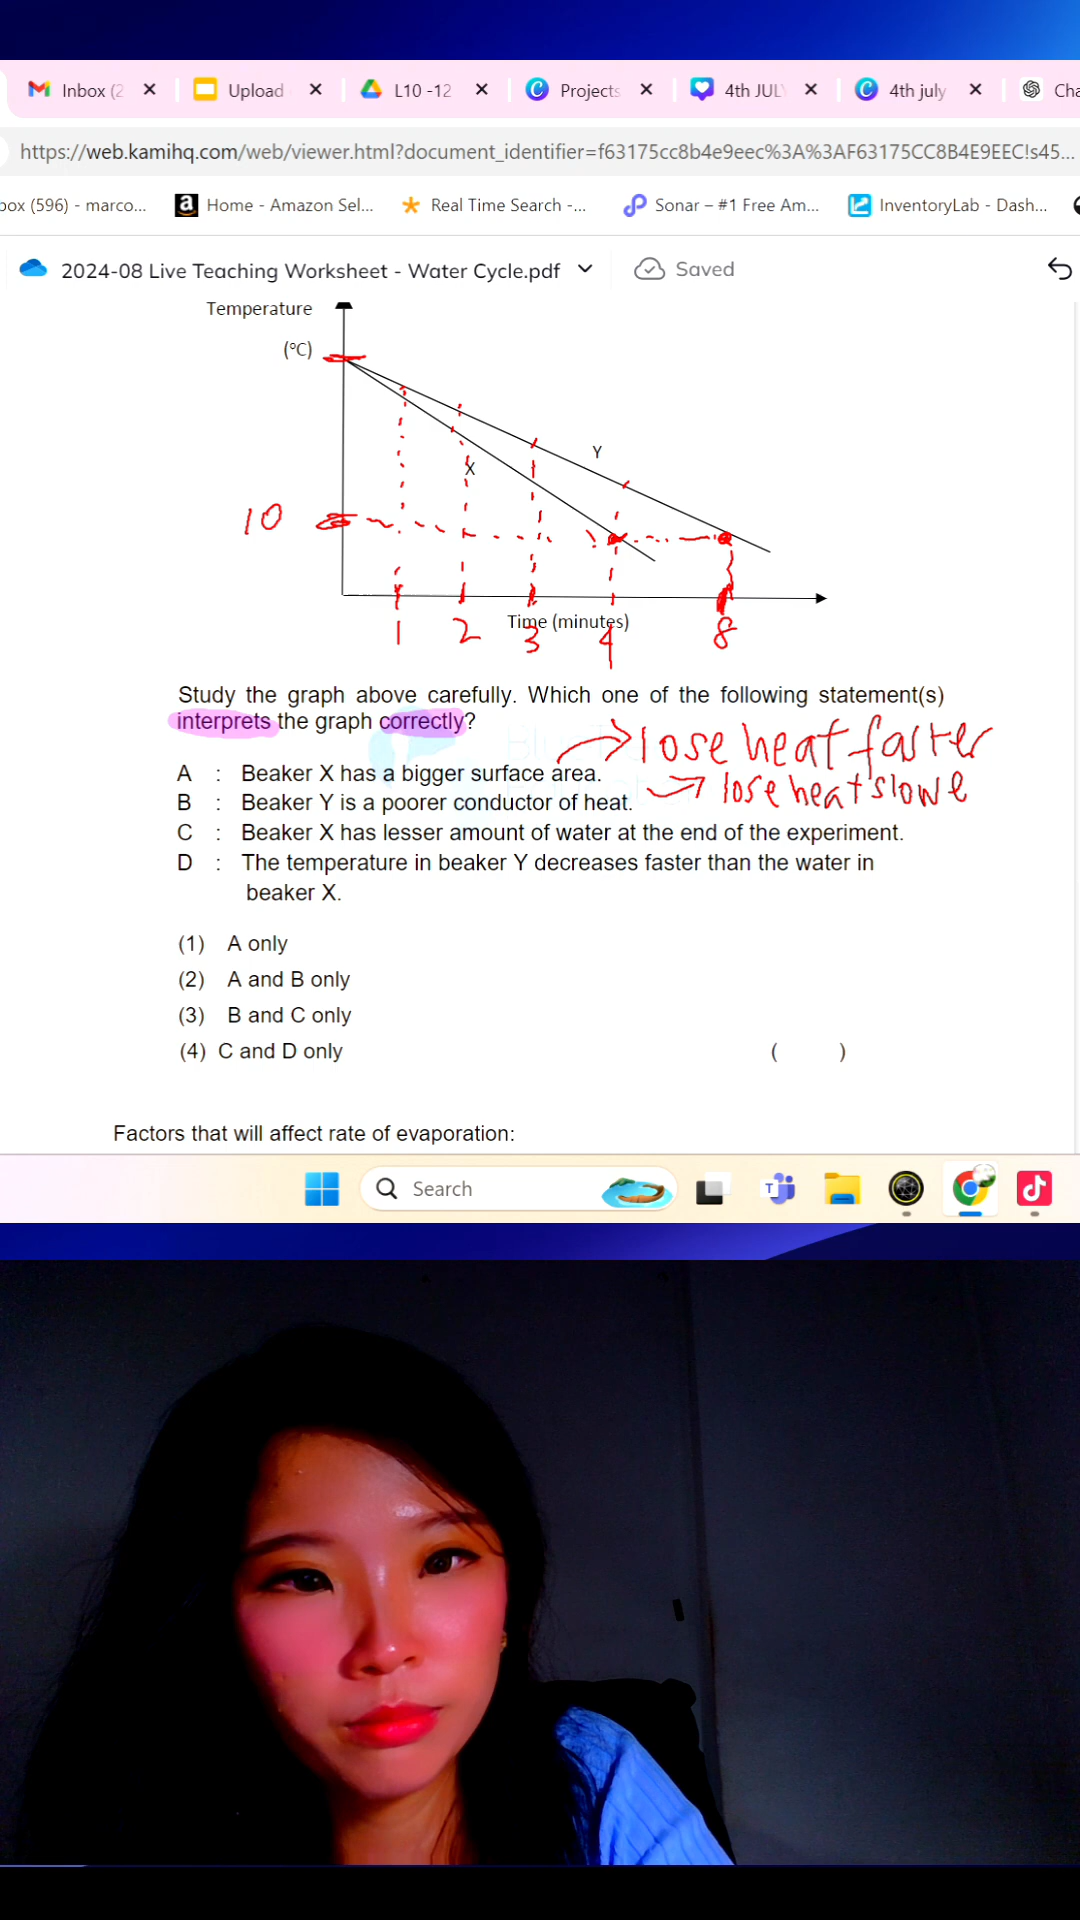 Inbox (2
Upload
L10 -12
Projects
4th JUL
4th july
Cha
https://web.kamihq.com/web/viewer.html?document_identifier=f63175cc8b4e9eec%3A%3AF63175CC8B4E9EEC!s45...
box (596) - marco...
Home - Amazon Sel...
Real Time Search -...
Sonar – #1 Free Am...
InventoryLab - Dash...
2024-08 Live Teaching Worksheet - Water Cycle.pdf
Saved
Temperature
(°C)
Y
X
10
Time (minutes)
1 2 3 4 8
Study the graph above carefully. Which one of the following statement(s)
interprets the graph correctly?
lose heat faster
A : Beaker X has a bigger surface area.
lose heat slowe
B : Beaker Y is a poorer conductor of heat.
C : Beaker X has lesser amount of water at the end of the experiment.
D : The temperature in beaker Y decreases faster than the water in
beaker X.
(1) A only
(2) A and B only
(3) B and C only
(4) C and D only ( )
Factors that will affect rate of evaporation:
Search